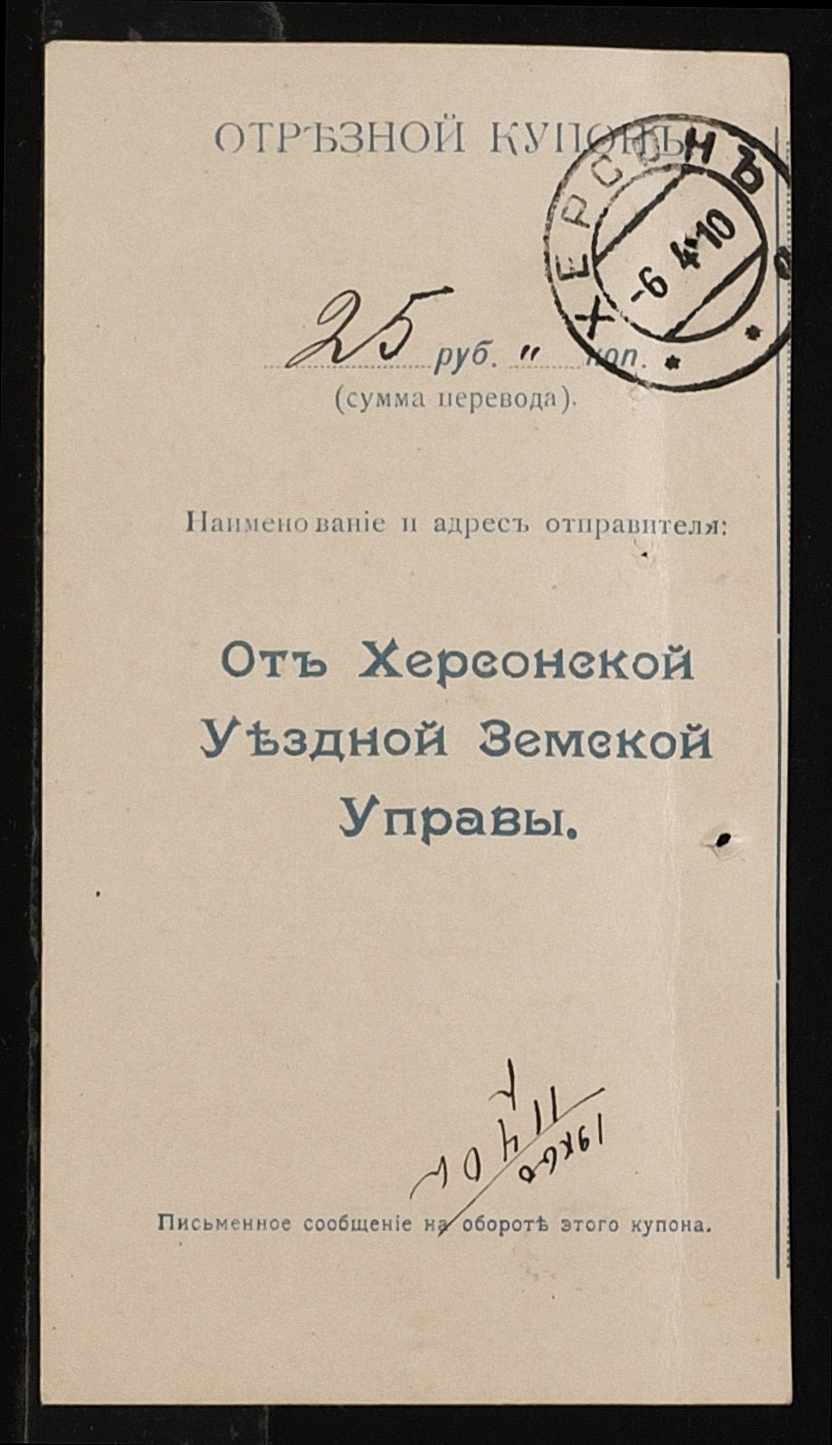 ОТРѢЗНОЙ КУПОНЪ
ХЕРСОНЪ
-6 4 10
25 руб. " коп.
(сумма перевода).
Наименованіе и адресъ отправителя:
Отъ Херсонской
Уѣздной Земской
Управы.
Письменное сообщеніе на оборотѣ этого купона.